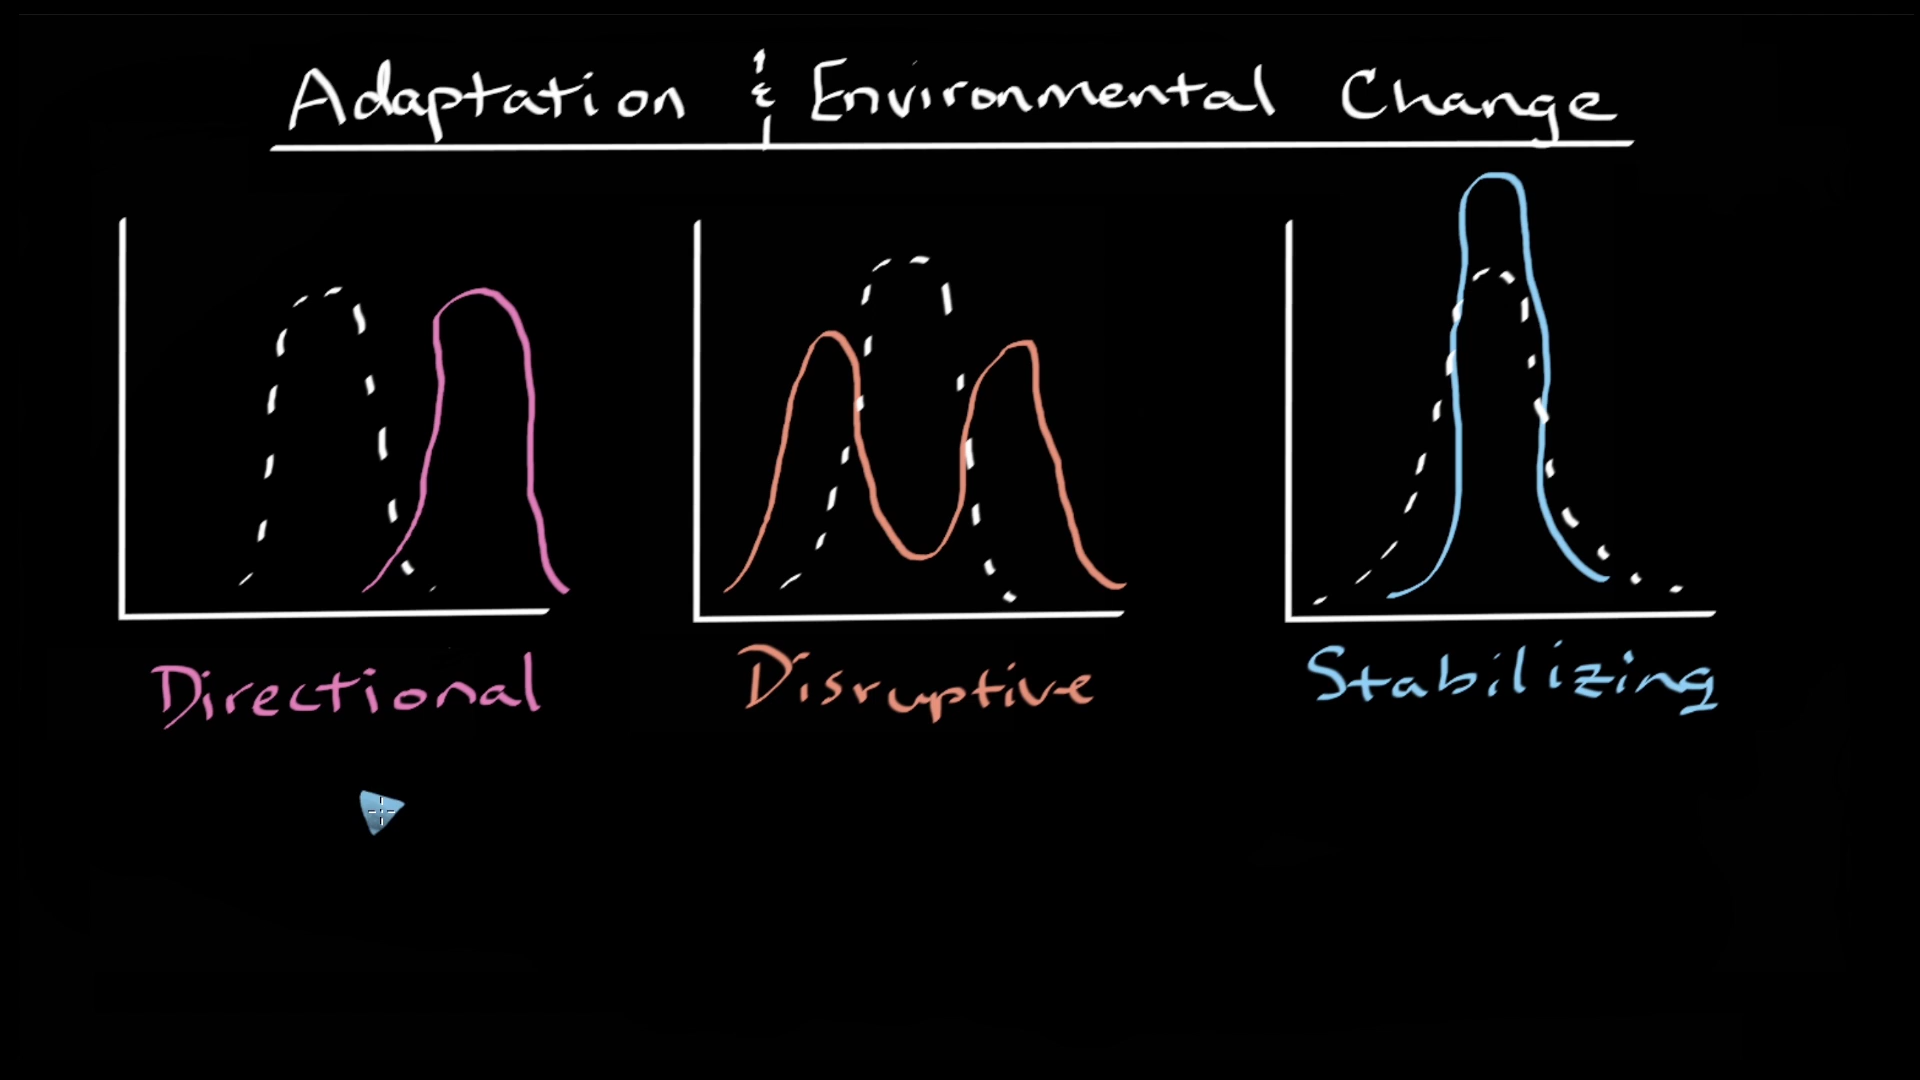 Adaptation & Environmental Change
Directional
Disruptive
Stabilizing